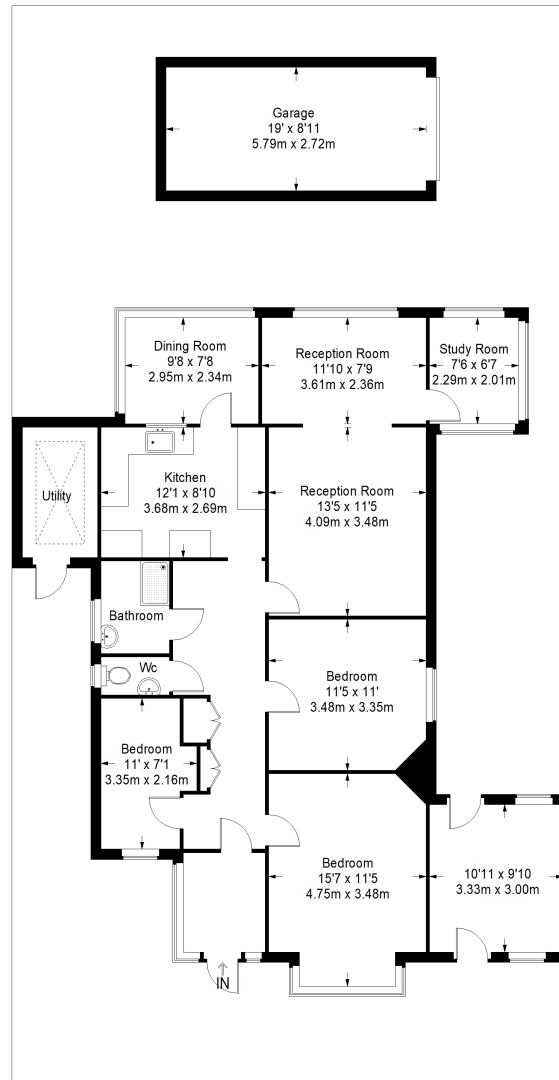 Garage
19' x 8'11
5.79m x 2.72m
Dining Room
9'8 x 7'8
2.95m x 2.34m
Reception Room
11'10 x 7'9
3.61m x 2.36m
Study Room
7'6 x 6'7
2.29m x 2.01m
Utility
Kitchen
12'1 x 8'10
3.68m x 2.69m
Reception Room
13'5 x 11'5
4.09m x 3.48m
Bathroom
Wc
Bedroom
11'5 x 11'
3.48m x 3.35m
Bedroom
11' x 7'1
3.35m x 2.16m
Bedroom
15'7 x 11'5
4.75m x 3.48m
10'11 x 9'10
3.33m x 3.00m
IN